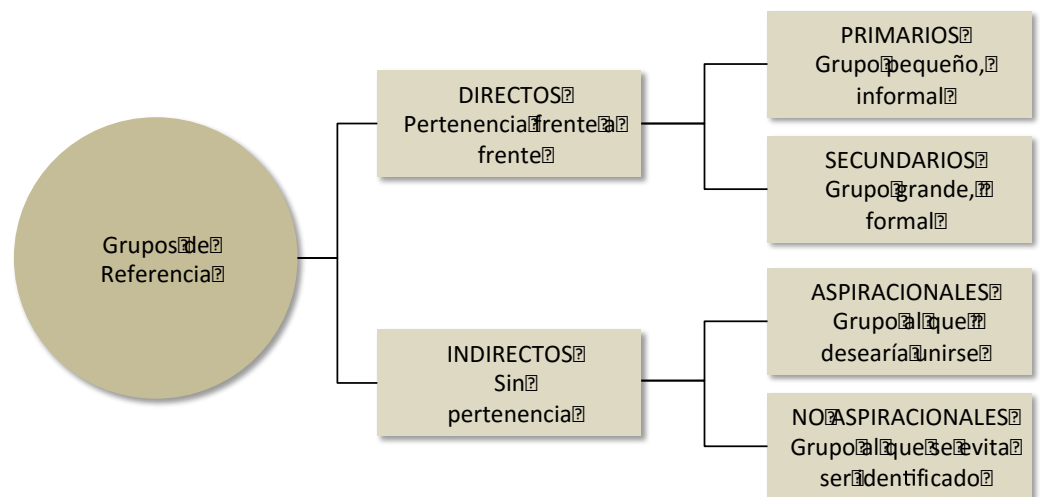 Grupos de
Referencia
DIRECTOS
Pertenencia frente a
frente
INDIRECTOS
Sin
pertenencia
PRIMARIOS
Grupo pequeño,
informal
SECUNDARIOS
Grupo grande,
formal
ASPIRACIONALES
Grupo al que
desearía unirse
NO ASPIRACIONALES
Grupo al que se evita
ser identificado